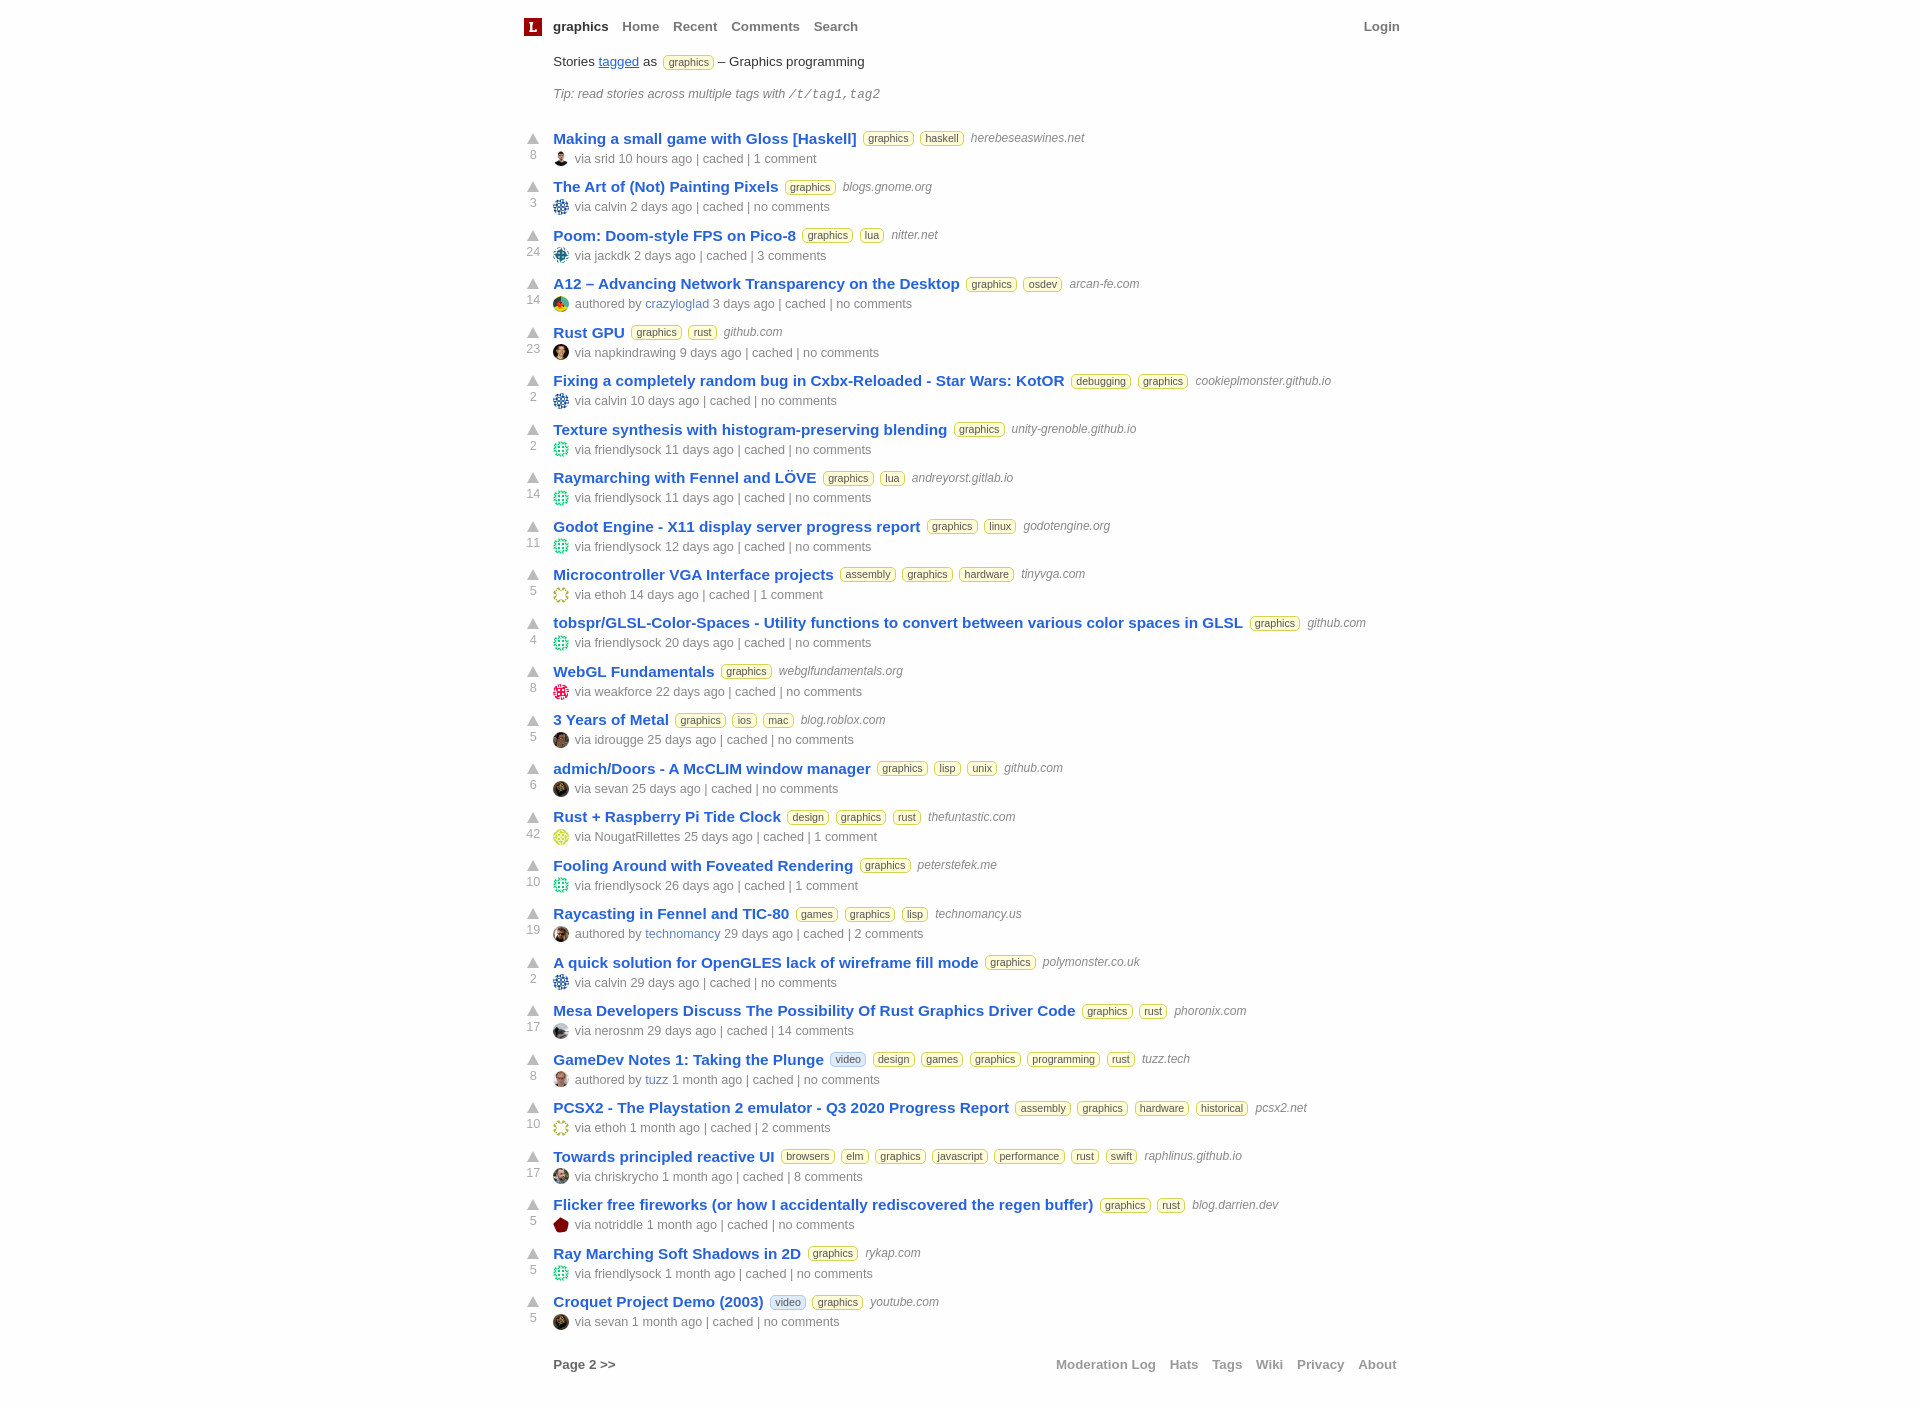 L graphics Home Recent Comments Search Login
Stories tagged as graphics – Graphics programming
Tip: read stories across multiple tags with /t/tag1,tag2
Making a small game with Gloss [Haskell] graphics haskell herebeseaswines.net
8 via srid 10 hours ago | cached | 1 comment
The Art of (Not) Painting Pixels graphics blogs.gnome.org
3 via calvin 2 days ago | cached | no comments
Poom: Doom-style FPS on Pico-8 graphics lua nitter.net
24 via jackdk 2 days ago | cached | 3 comments
A12 – Advancing Network Transparency on the Desktop graphics osdev arcan-fe.com
14 authored by crazyloglad 3 days ago | cached | no comments
Rust GPU graphics rust github.com
23 via napkindrawing 9 days ago | cached | no comments
Fixing a completely random bug in Cxbx-Reloaded - Star Wars: KotOR debugging graphics cookieplmonster.github.io
2 via calvin 10 days ago | cached | no comments
Texture synthesis with histogram-preserving blending graphics unity-grenoble.github.io
2 via friendlysock 11 days ago | cached | no comments
Raymarching with Fennel and LÖVE graphics lua andreyorst.gitlab.io
14 via friendlysock 11 days ago | cached | no comments
Godot Engine - X11 display server progress report graphics linux godotengine.org
11 via friendlysock 12 days ago | cached | no comments
Microcontroller VGA Interface projects assembly graphics hardware tinyvga.com
5 via ethoh 14 days ago | cached | 1 comment
tobspr/GLSL-Color-Spaces - Utility functions to convert between various color spaces in GLSL graphics github.com
4 via friendlysock 20 days ago | cached | no comments
WebGL Fundamentals graphics webglfundamentals.org
8 via weakforce 22 days ago | cached | no comments
3 Years of Metal graphics ios mac blog.roblox.com
5 via idrougge 25 days ago | cached | no comments
admich/Doors - A McCLIM window manager graphics lisp unix github.com
6 via sevan 25 days ago | cached | no comments
Rust + Raspberry Pi Tide Clock design graphics rust thefuntastic.com
42 via NougatRillettes 25 days ago | cached | 1 comment
Fooling Around with Foveated Rendering graphics peterstefek.me
10 via friendlysock 26 days ago | cached | 1 comment
Raycasting in Fennel and TIC-80 games graphics lisp technomancy.us
19 authored by technomancy 29 days ago | cached | 2 comments
A quick solution for OpenGLES lack of wireframe fill mode graphics polymonster.co.uk
2 via calvin 29 days ago | cached | no comments
Mesa Developers Discuss The Possibility Of Rust Graphics Driver Code graphics rust phoronix.com
17 via nerosnm 29 days ago | cached | 14 comments
GameDev Notes 1: Taking the Plunge video design games graphics programming rust tuzz.tech
8 authored by tuzz 1 month ago | cached | no comments
PCSX2 - The Playstation 2 emulator - Q3 2020 Progress Report assembly graphics hardware historical pcsx2.net
10 via ethoh 1 month ago | cached | 2 comments
Towards principled reactive UI browsers elm graphics javascript performance rust swift raphlinus.github.io
17 via chriskrycho 1 month ago | cached | 8 comments
Flicker free fireworks (or how I accidentally rediscovered the regen buffer) graphics rust blog.darrien.dev
5 via notriddle 1 month ago | cached | no comments
Ray Marching Soft Shadows in 2D graphics rykap.com
5 via friendlysock 1 month ago | cached | no comments
Croquet Project Demo (2003) video graphics youtube.com
5 via sevan 1 month ago | cached | no comments
Page 2 >> Moderation Log Hats Tags Wiki Privacy About